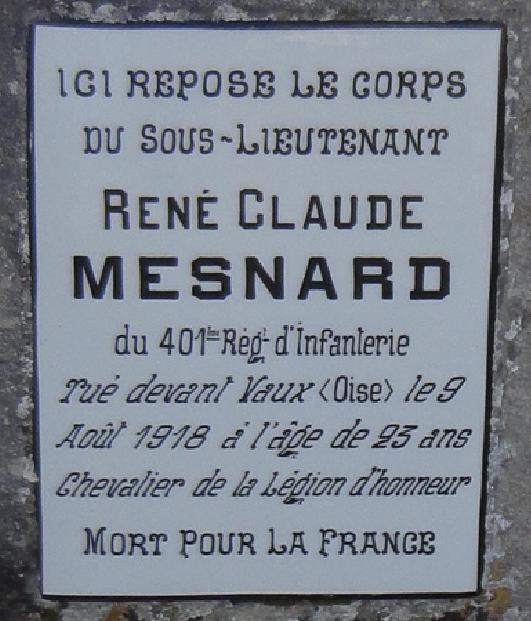 ICI REPOSE LE CORPS
DU SOUS-LIEUTENANT
RENÉ CLAUDE
MESNARD
du 401ème Régt d'Infanterie
Tué devant Vaux (Oise) le 9
Août 1918 à l'âge de 23 ans
Chevalier de la Légion d'honneur
MORT POUR LA FRANCE